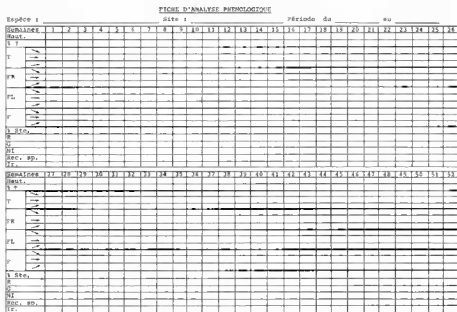 FICHE D'ANALYSE PHENOLOGIQUE
Espèce : Site : Période du au
Semaines 1 2 3 4 5 6 7 8 9 10 11 12 13 14 15 16 17 18 19 20 21 22 23 24 25 26
Haut.
% ?
T
FR
FL
F
% Ste.
R
G
NI
Rec. sp.
Tr.
Semaines 27 28 29 30 31 32 33 34 35 36 37 38 39 40 41 42 43 44 45 46 47 48 49 50 51 52
Haut.
% ?
T
FR
FL
F
% Ste.
R
G
NI
Rec. sp.
Tr.